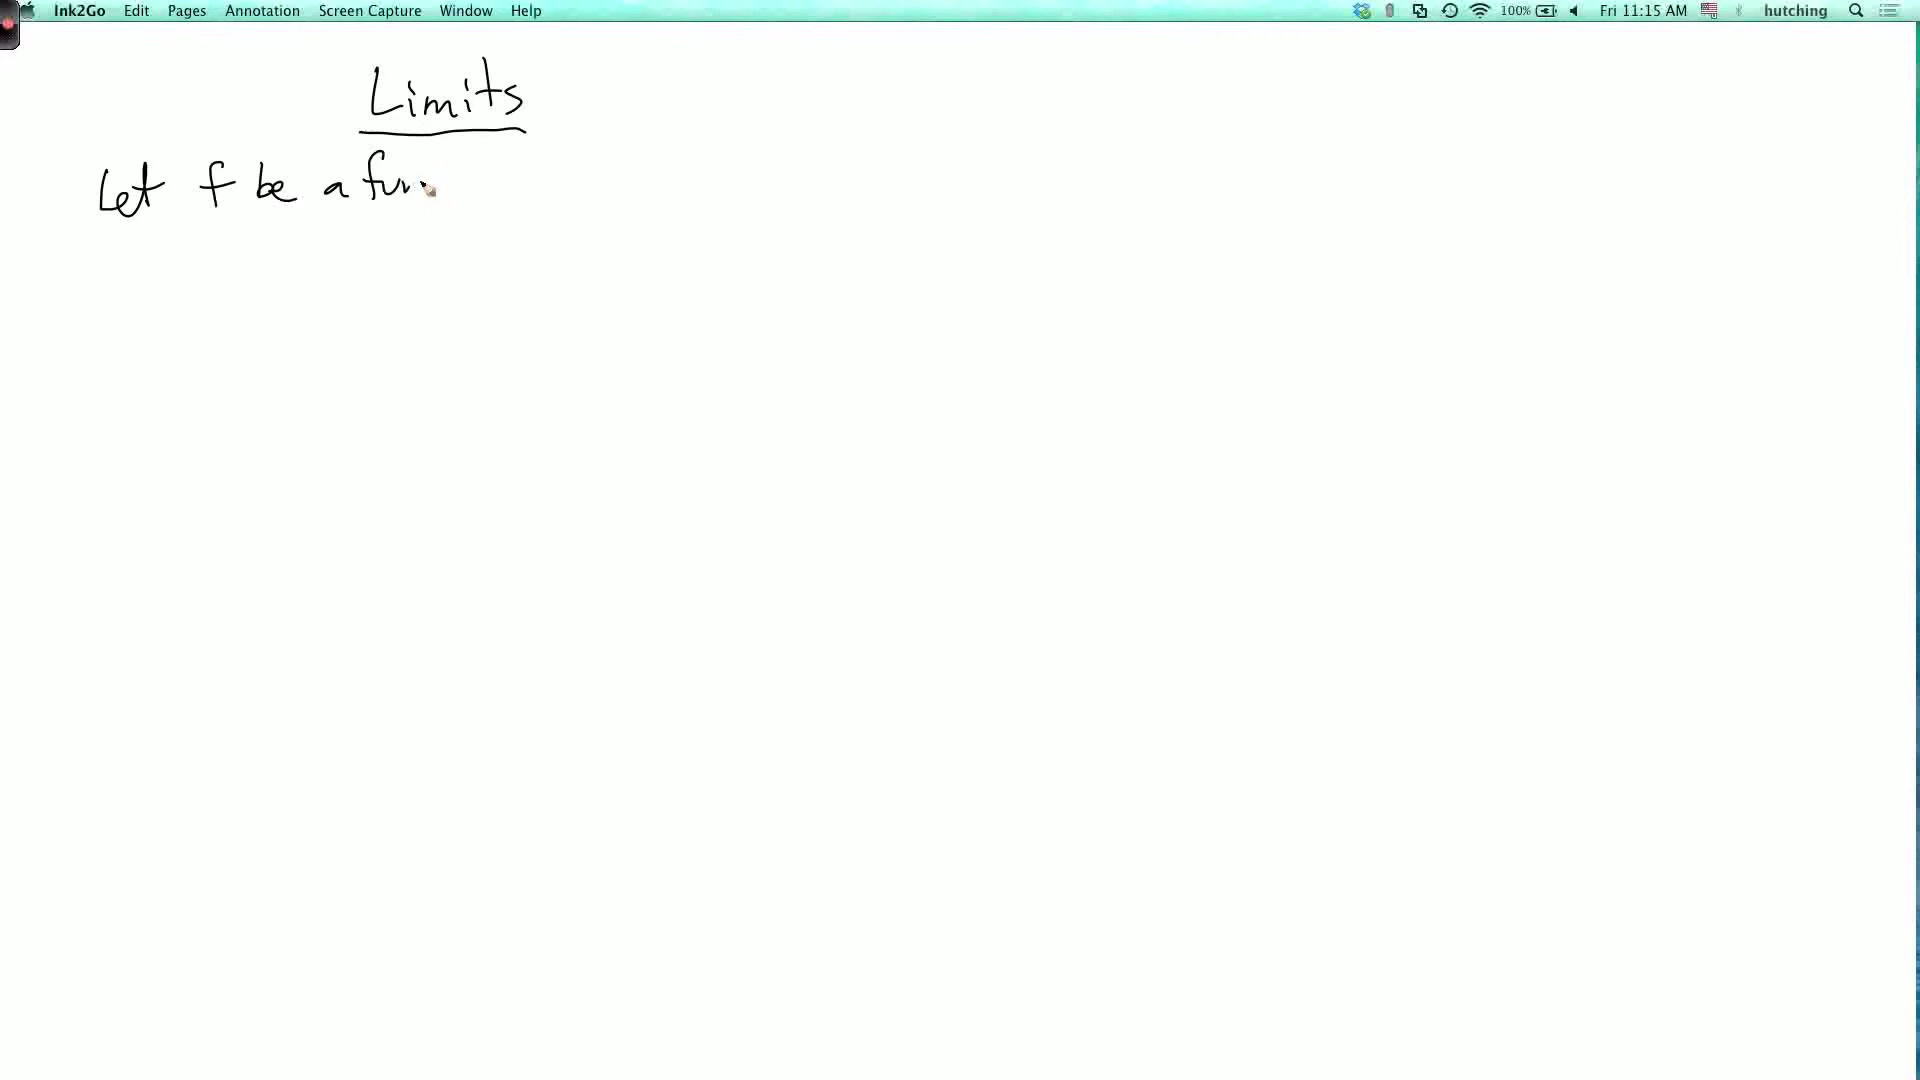 Ink2Go Edit Pages Annotation Screen Capture Window Help 100% Fri 11:15 AM hutching
Limits
Let f be a fun